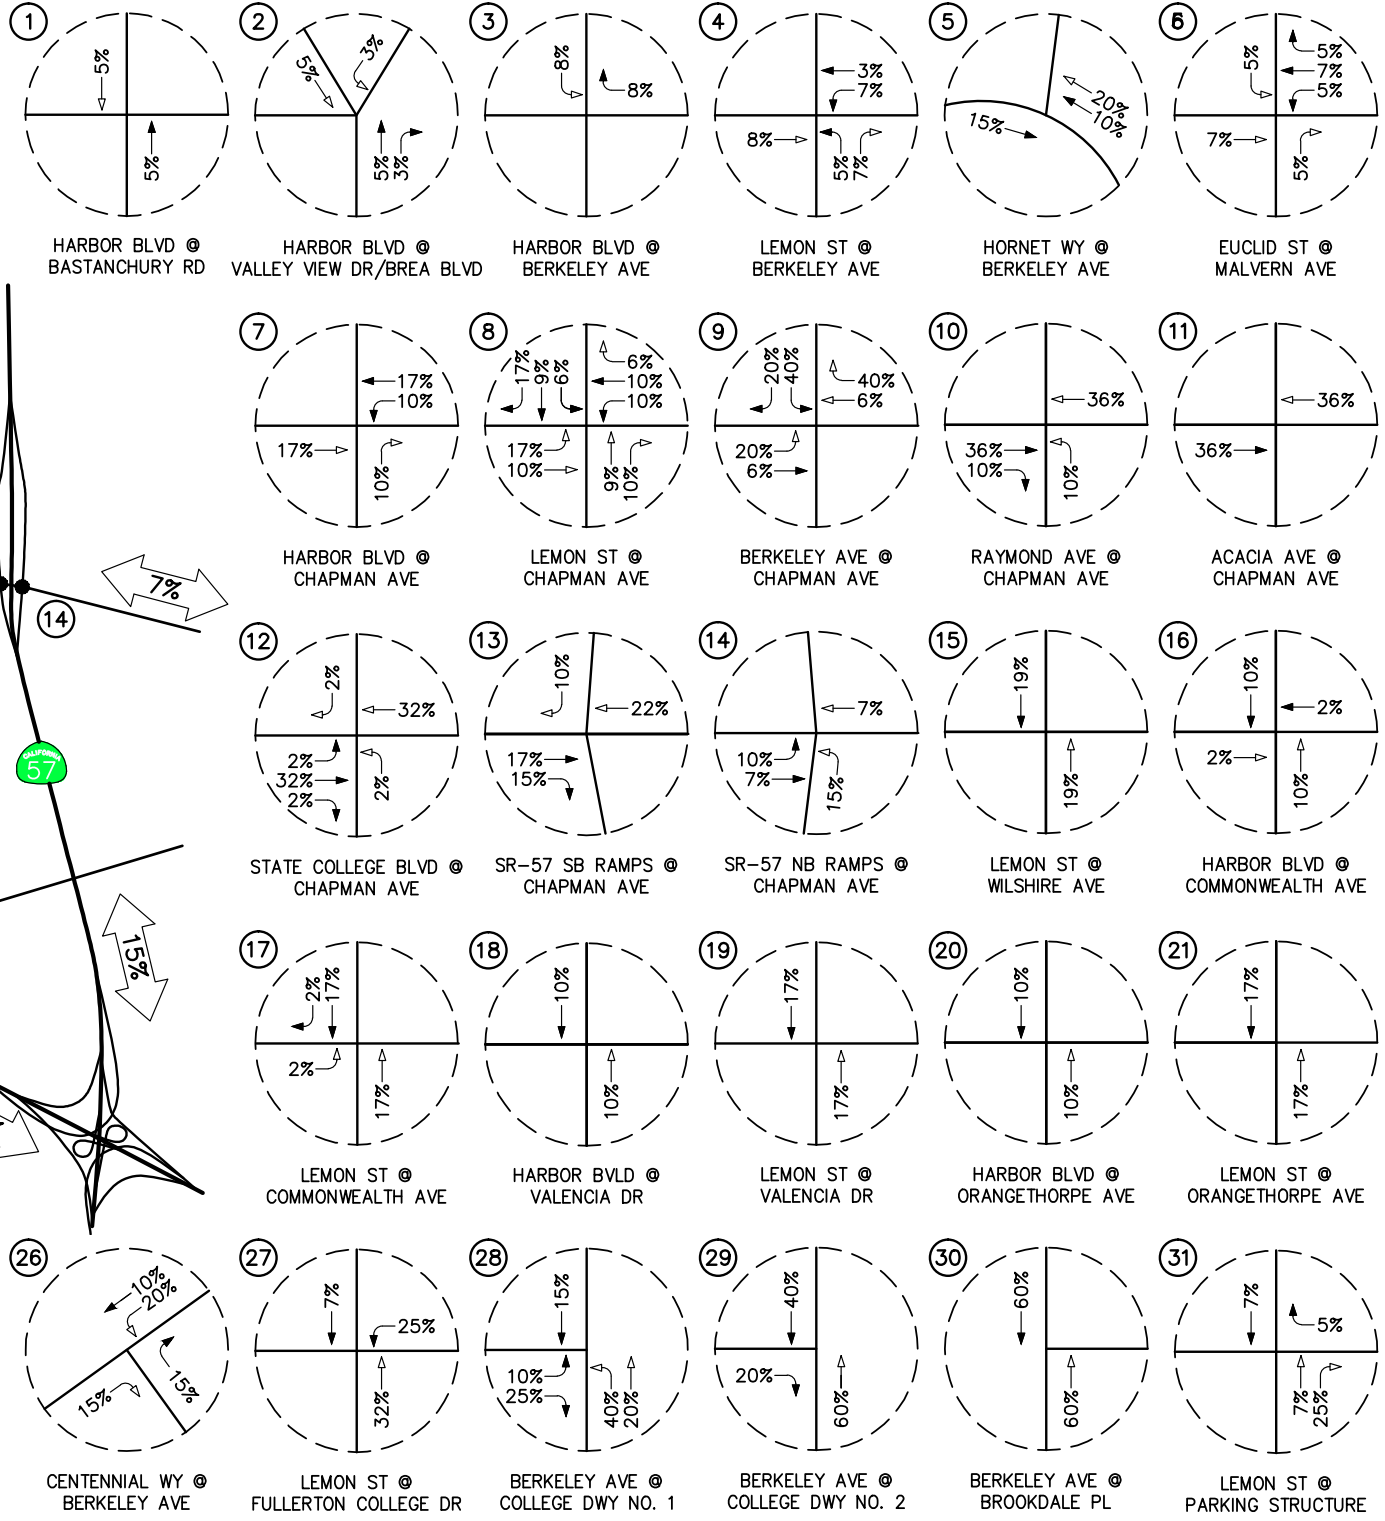 1
5%
5%
HARBOR BLVD @
BASTANCHURY RD
2
5%
3%
5%
3%
HARBOR BLVD @
VALLEY VIEW DR/BREA BLVD
3
8%
8%
HARBOR BLVD @
BERKELEY AVE
4
3%
7%
8%
5%
7%
LEMON ST @
BERKELEY AVE
5
20%
10%
15%
HORNET WY @
BERKELEY AVE
6
5%
5%
7%
5%
7%
5%
EUCLID ST @
MALVERN AVE
7
17%
10%
17%
10%
HARBOR BLVD @
CHAPMAN AVE
8
17%
9%
6%
6%
10%
10%
17%
10%
9%
10%
LEMON ST @
CHAPMAN AVE
9
20%
40%
40%
6%
20%
6%
BERKELEY AVE @
CHAPMAN AVE
10
36%
36%
10%
10%
RAYMOND AVE @
CHAPMAN AVE
11
36%
36%
ACACIA AVE @
CHAPMAN AVE
7%
14
CALIFORNIA
57
15%
12
2%
32%
2%
32%
2%
2%
STATE COLLEGE BLVD @
CHAPMAN AVE
13
10%
22%
17%
15%
SR-57 SB RAMPS @
CHAPMAN AVE
14
7%
10%
7%
15%
SR-57 NB RAMPS @
CHAPMAN AVE
15
19%
19%
LEMON ST @
WILSHIRE AVE
16
10%
2%
2%
10%
HARBOR BLVD @
COMMONWEALTH AVE
17
2%
17%
2%
17%
LEMON ST @
COMMONWEALTH AVE
18
10%
10%
HARBOR BVLD @
VALENCIA DR
19
17%
17%
LEMON ST @
VALENCIA DR
20
10%
10%
HARBOR BLVD @
ORANGETHORPE AVE
21
17%
17%
LEMON ST @
ORANGETHORPE AVE
26
10%
20%
15%
15%
CENTENNIAL WY @
BERKELEY AVE
27
7%
25%
32%
LEMON ST @
FULLERTON COLLEGE DR
28
15%
10%
25%
40%
20%
BERKELEY AVE @
COLLEGE DWY NO. 1
29
40%
20%
60%
BERKELEY AVE @
COLLEGE DWY NO. 2
30
60%
60%
BERKELEY AVE @
BROOKDALE PL
31
7%
5%
7%
25%
LEMON ST @
PARKING STRUCTURE